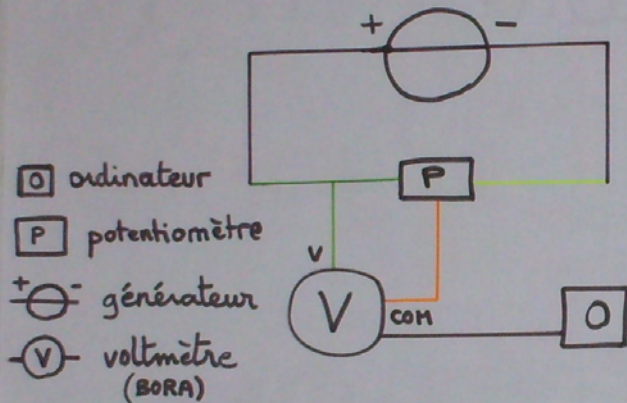 + -
P
V
COM
V
O
O ordinateur
P potentiomètre
+ - générateur
V voltmètre
(BORA)